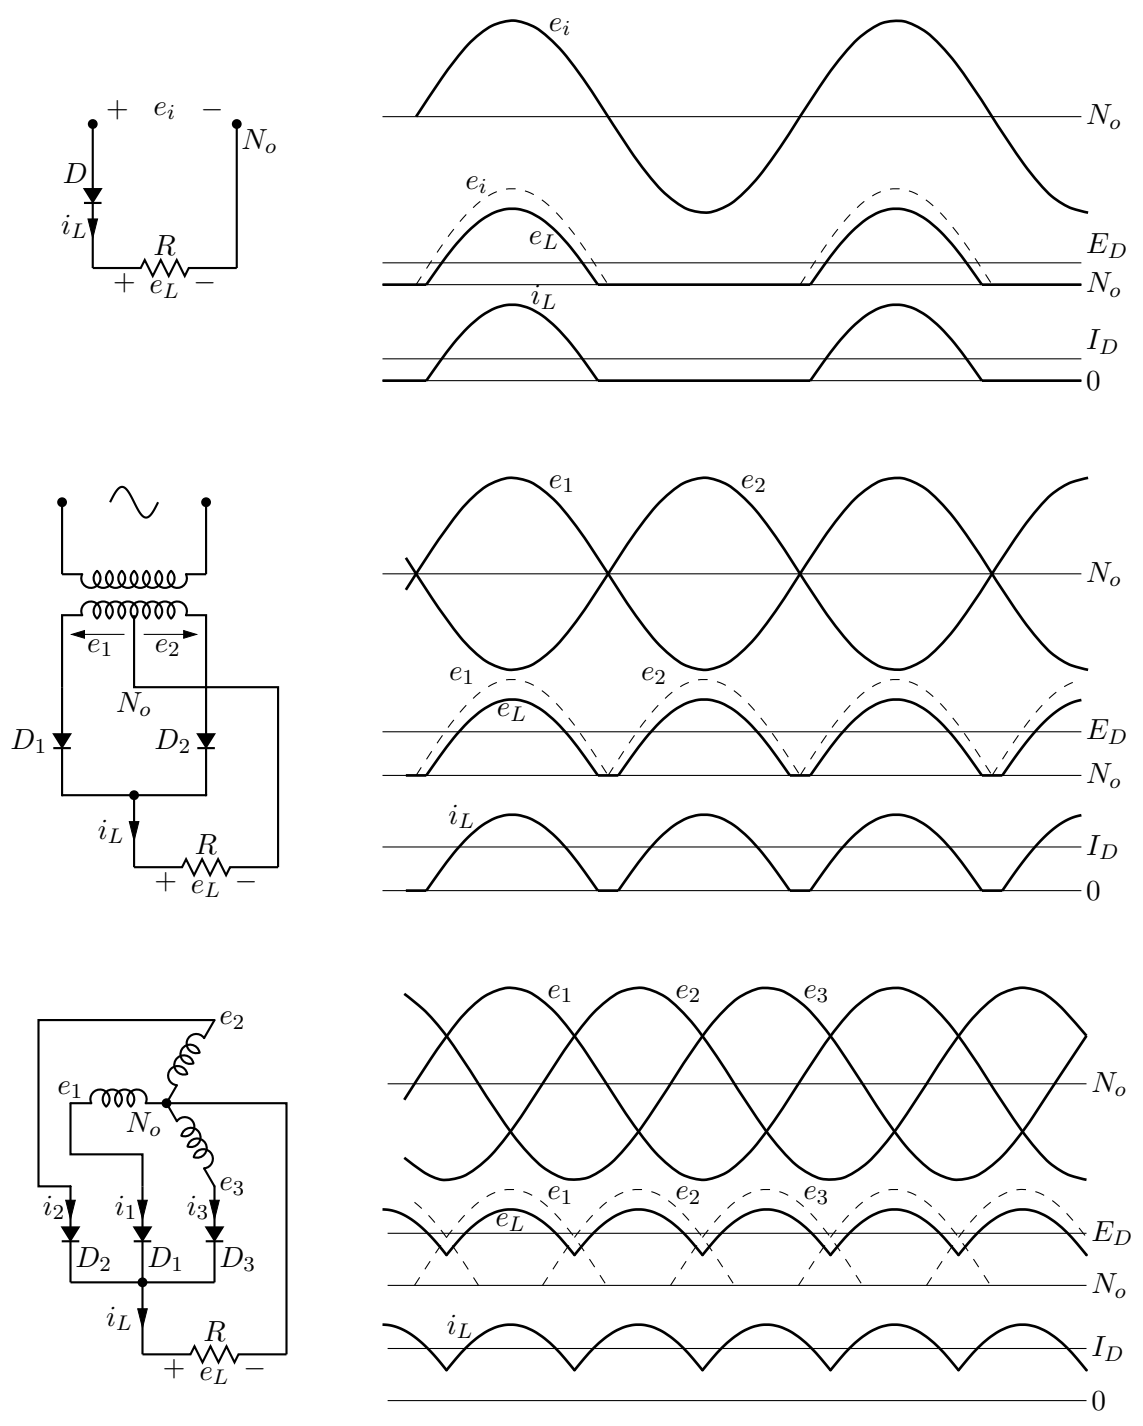 + e_i −
N_o
D
i_L
R
+ e_L −
e_i
N_o
e_i
e_L
E_D
N_o
i_L
I_D
0
e_1 e_2
N_o
D_1 D_2
i_L
R
+ e_L −
e_1 e_2
N_o
e_1 e_2
e_L
E_D
N_o
i_L
I_D
0
e_2
e_1
N_o
e_3
i_2 i_1 i_3
D_2 D_1 D_3
i_L
R
+ e_L −
e_1 e_2 e_3
N_o
e_1 e_2 e_3
e_L
E_D
N_o
i_L
I_D
0